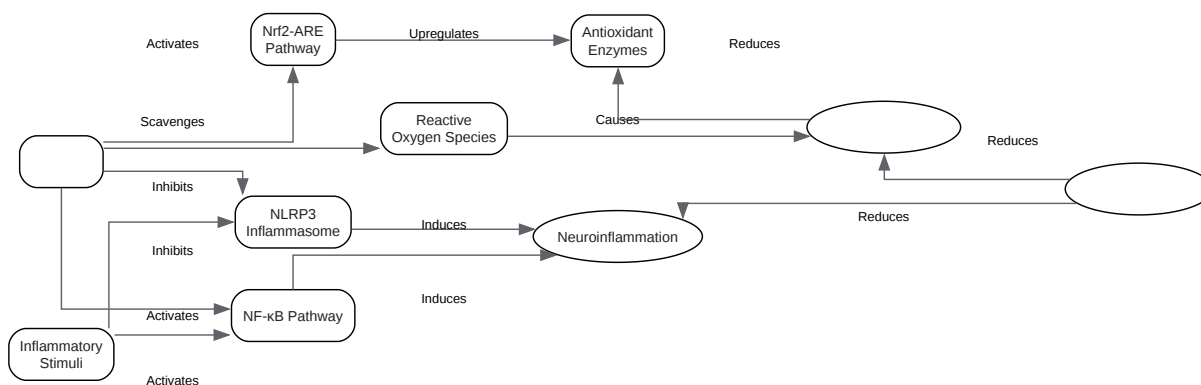 Nrf2-ARE
Pathway
Upregulates
Antioxidant
Enzymes
Activates
Reduces
Scavenges
Reactive
Oxygen Species
Causes
Reduces
Inhibits
NLRP3
Inflammasome
Induces
Neuroinflammation
Reduces
Inhibits
Induces
Activates
NF-κB Pathway
Inflammatory
Stimuli
Activates